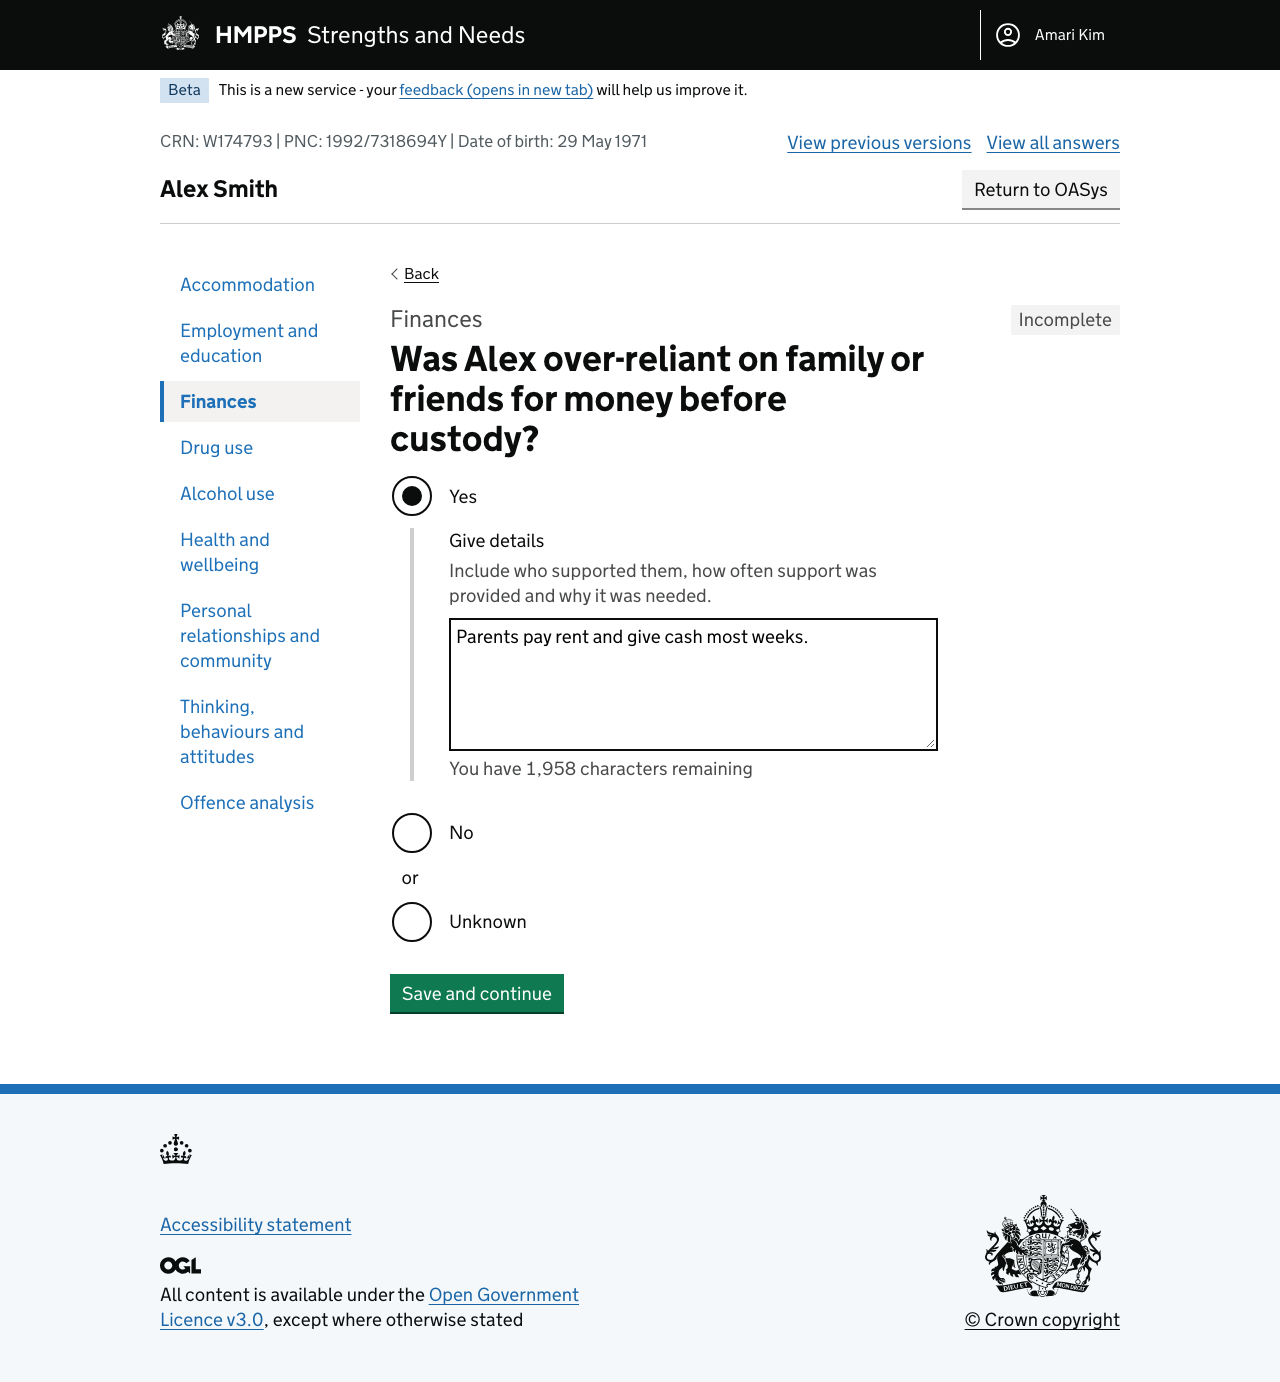 HMPPS Strengths and Needs
Amari Kim
Beta This is a new service - your feedback (opens in new tab) will help us improve it.
CRN: W174793 | PNC: 1992/7318694Y | Date of birth: 29 May 1971
View previous versions View all answers
Alex Smith
Return to OASys
Accommodation
Employment and
education
Finances
Drug use
Alcohol use
Health and
wellbeing
Personal
relationships and
community
Thinking,
behaviours and
attitudes
Offence analysis
Back
Finances
Incomplete
Was Alex over-reliant on family or
friends for money before
custody?
Yes
Give details
Include who supported them, how often support was
provided and why it was needed.
Parents pay rent and give cash most weeks.
You have 1,958 characters remaining
No
or
Unknown
Save and continue
Accessibility statement
OGL
All content is available under the Open Government
Licence v3.0, except where otherwise stated
© Crown copyright